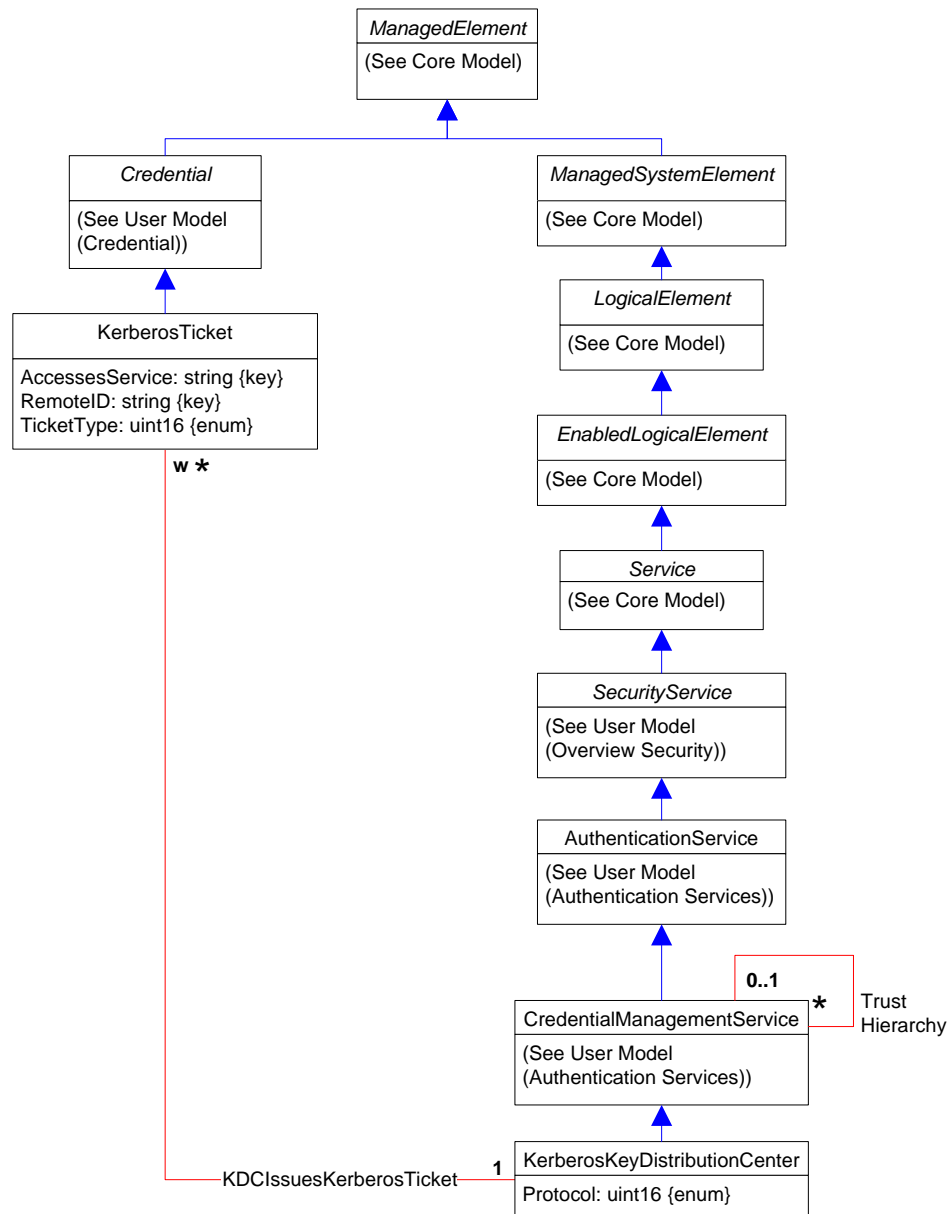 ManagedElement
(See Core Model)
Credential
(See User Model
(Credential))
ManagedSystemElement
(See Core Model)
LogicalElement
(See Core Model)
KerberosTicket
AccessesService: string {key}
RemoteID: string {key}
TicketType: uint16 {enum}
w *
EnabledLogicalElement
(See Core Model)
Service
(See Core Model)
SecurityService
(See User Model
(Overview Security))
AuthenticationService
(See User Model
(Authentication Services))
0..1
*
Trust
Hierarchy
CredentialManagementService
(See User Model
(Authentication Services))
KDCIssuesKerberosTicket
1
KerberosKeyDistributionCenter
Protocol: uint16 {enum}